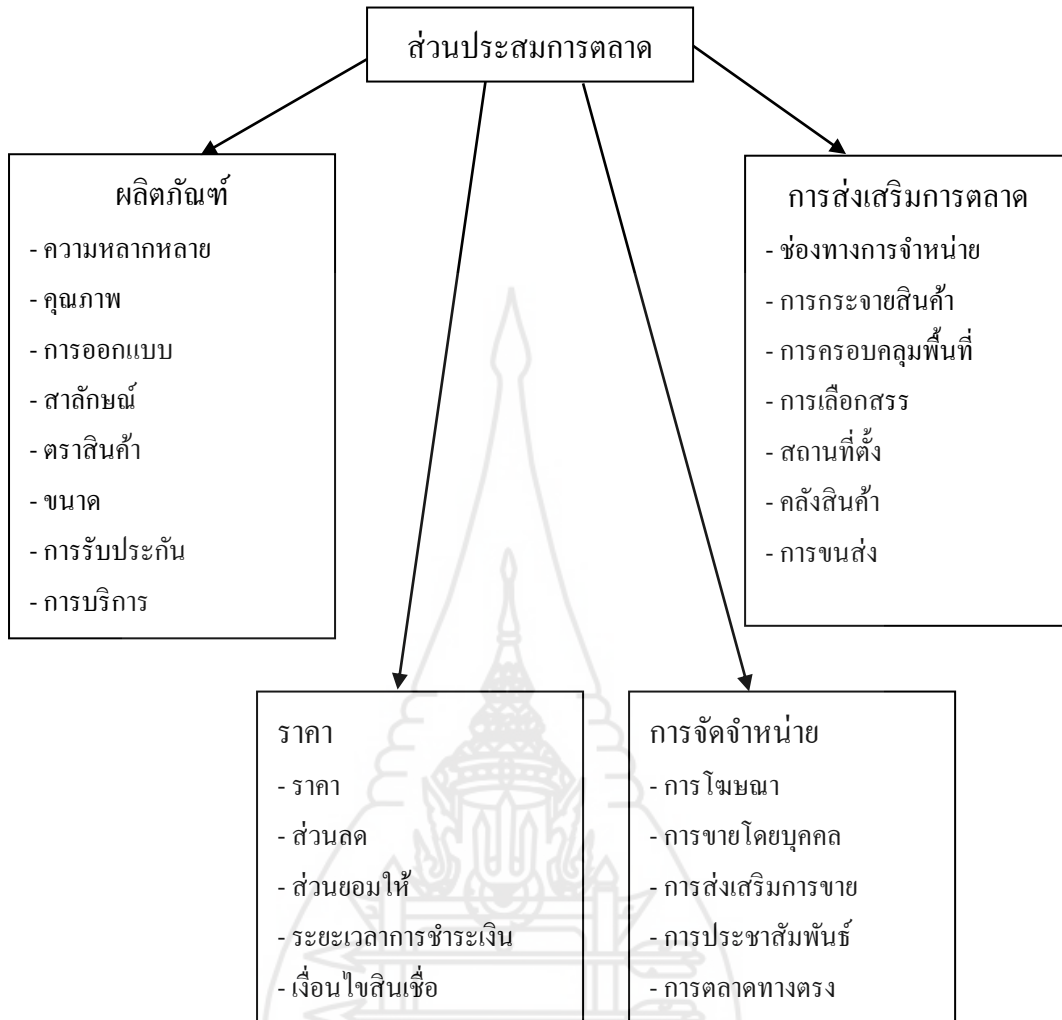 ส่วนประสมการตลาด
ผลิตภัณฑ์
- ความหลากหลาย
- คุณภาพ
- การออกแบบ
- สาลักษณ์
- ตราสินค้า
- ขนาด
- การรับประกัน
- การบริการ
การส่งเสริมการตลาด
- ช่องทางการจำหน่าย
- การกระจายสินค้า
- การครอบคลุมพื้นที่
- การเลือกสรร
- สถานที่ตั้ง
- คลังสินค้า
- การขนส่ง
ราคา
- ราคา
- ส่วนลด
- ส่วนยอมให้
- ระยะเวลาการชำระเงิน
- เงื่อนไขสินเชื่อ
การจัดจำหน่าย
- การโฆษณา
- การขายโดยบุคคล
- การส่งเสริมการขาย
- การประชาสัมพันธ์
- การตลาดทางตรง